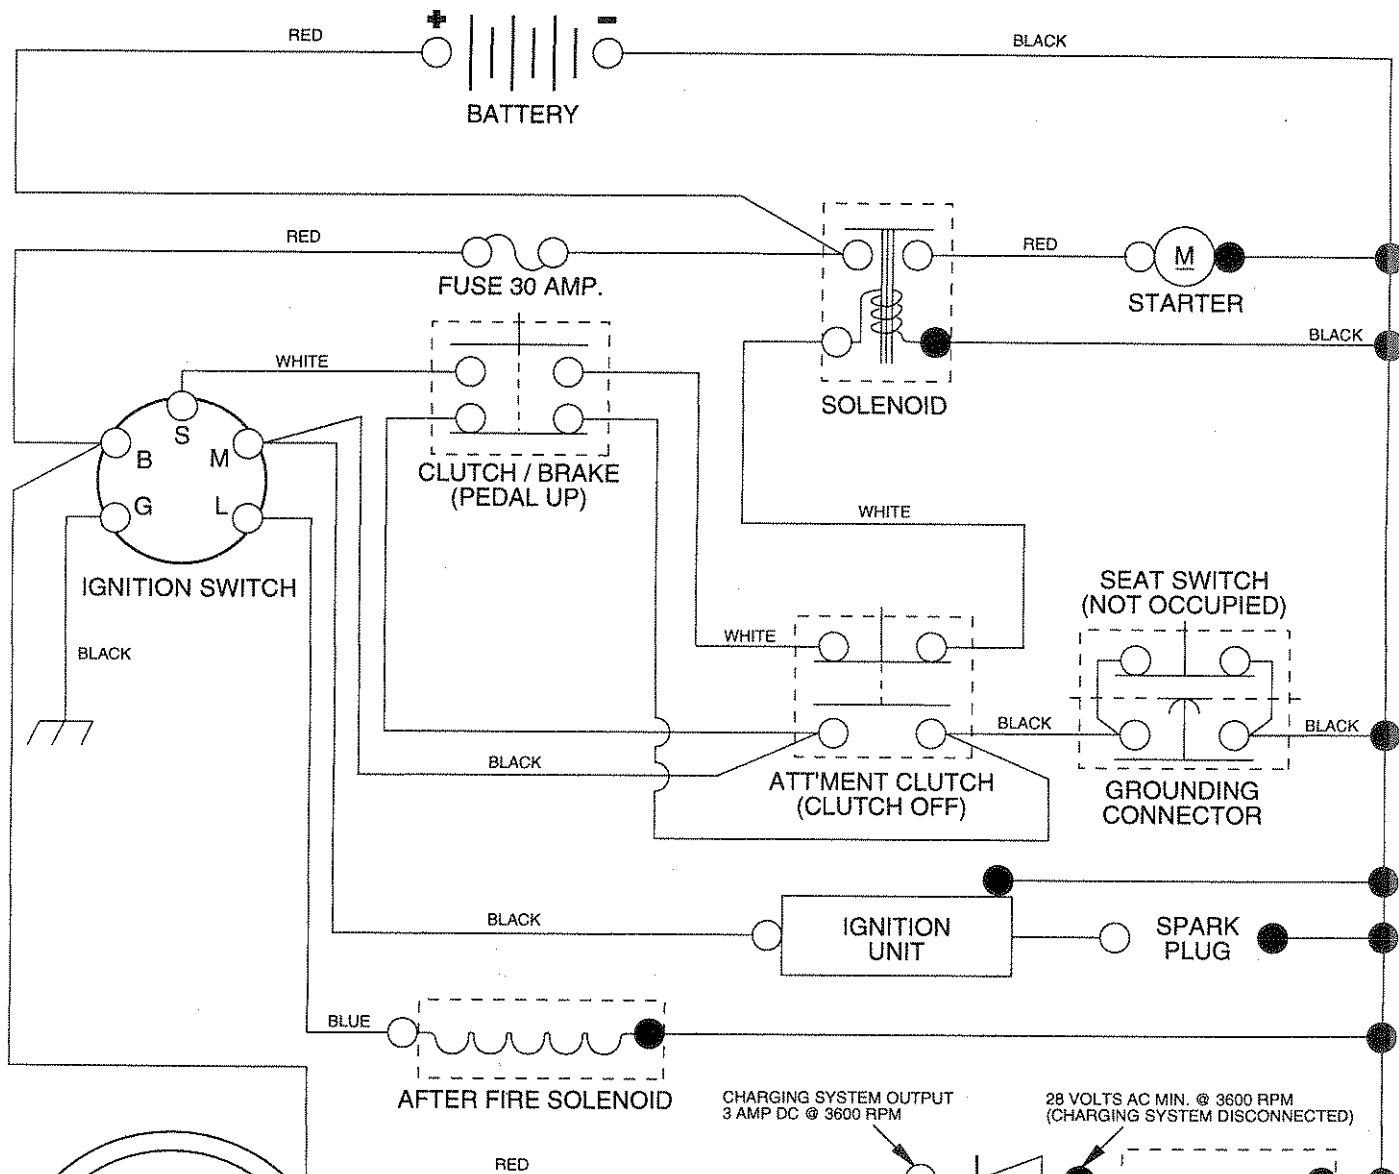 +
-
RED
BLACK
BATTERY
RED
FUSE 30 AMP.
RED
M
STARTER
BLACK
SOLENOID
WHITE
S
B
M
G
L
IGNITION SWITCH
CLUTCH / BRAKE
(PEDAL UP)
WHITE
SEAT SWITCH
(NOT OCCUPIED)
WHITE
BLACK
BLACK
BLACK
BLACK
ATT'MENT CLUTCH
(CLUTCH OFF)
GROUNDING
CONNECTOR
BLACK
IGNITION
UNIT
SPARK
PLUG
BLUE
AFTER FIRE SOLENOID
CHARGING SYSTEM OUTPUT
3 AMP DC @ 3600 RPM
28 VOLTS AC MIN. @ 3600 RPM
(CHARGING SYSTEM DISCONNECTED)
RED